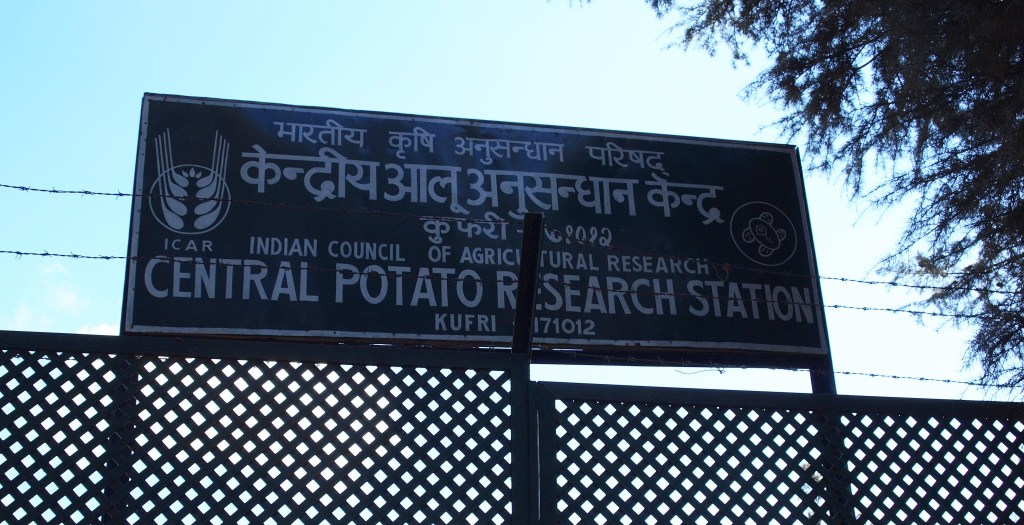 भारतीय कृषि अनुसन्धान परिषद्
केन्द्रीय आलू अनुसन्धान केन्द्र
ICAR
कुफरी
INDIAN COUNCIL OF AGRICULTURAL RESEARCH
CENTRAL POTATO RESEARCH STATION
KUFRI 171012